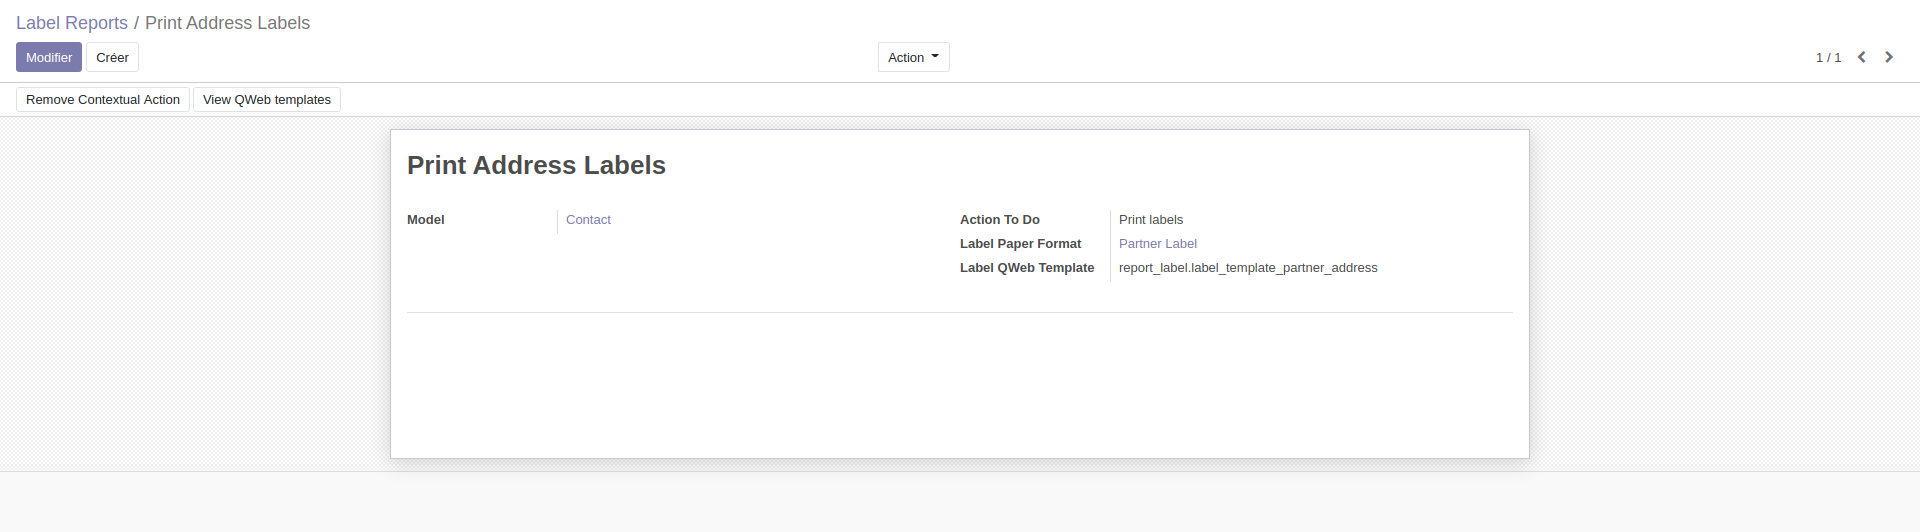 Label Reports / Print Address Labels
Modifier Créer Action 1 / 1
Remove Contextual Action View QWeb templates
Print Address Labels
Model Contact
Action To Do Print labels
Label Paper Format Partner Label
Label QWeb Template report_label.label_template_partner_address